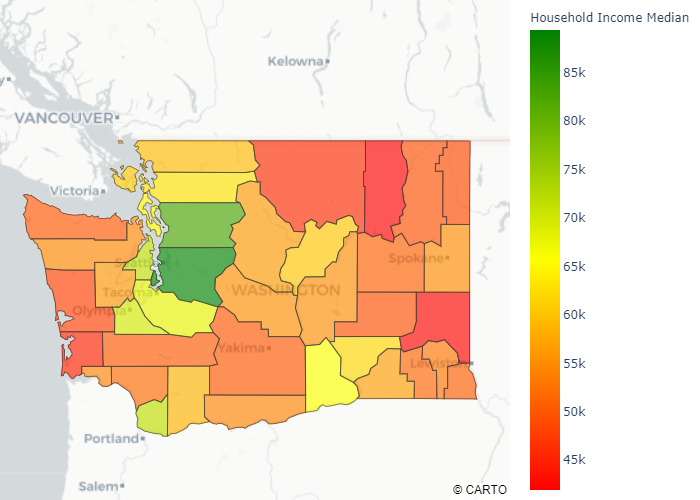 Household Income Median
85k
80k
75k
70k
65k
60k
55k
50k
45k
Kelowna
VANCOUVER
Victoria
Seattle
Spokane
Tacoma
WASHINGTON
Olympia
Yakima
Lewiston
Portland
Salem
© CARTO